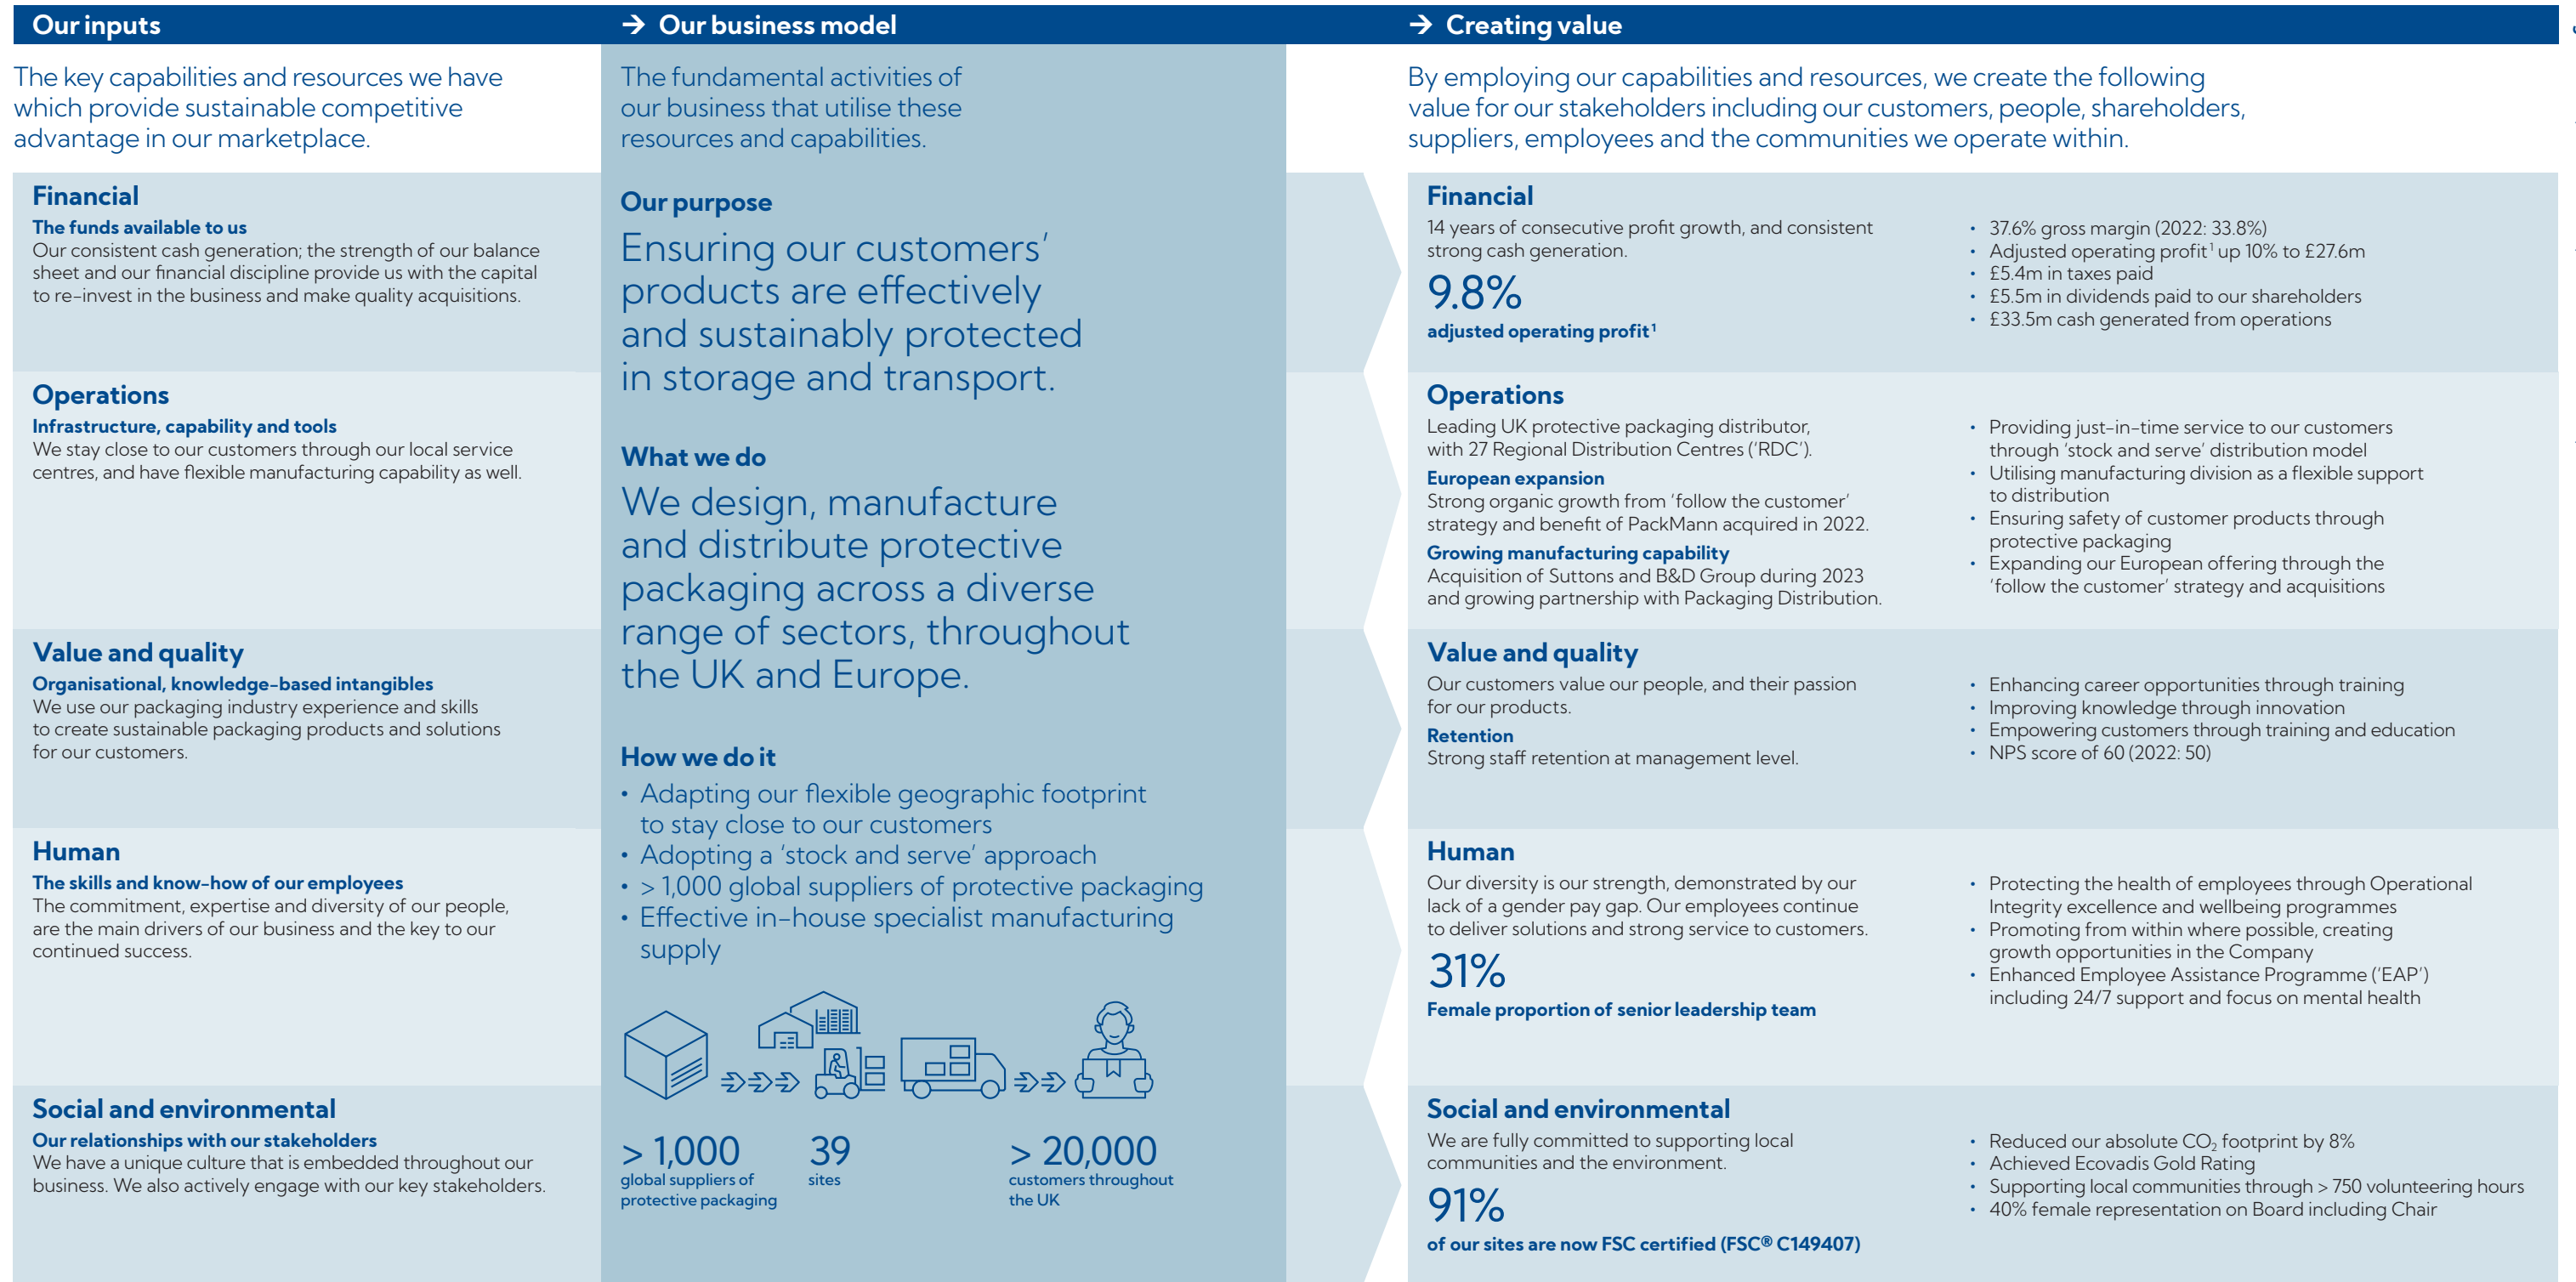 Our inputs
The key capabilities and resources we have
which provide sustainable competitive
advantage in our marketplace.
Financial
The funds available to us
Our consistent cash generation; the strength of our balance
sheet and our financial discipline provide us with the capital
to re-invest in the business and make quality acquisitions.
Operations
Infrastructure, capability and tools
We stay close to our customers through our local service
centres, and have flexible manufacturing capability as well.
Value and quality
Organisational, knowledge-based intangibles
We use our packaging industry experience and skills
to create sustainable packaging products and solutions
for our customers.
Human
The skills and know-how of our employees
The commitment, expertise and diversity of our people,
are the main drivers of our business and the key to our
continued success.
Social and environmental
Our relationships with our stakeholders
We have a unique culture that is embedded throughout our
business. We also actively engage with our key stakeholders.
→ Our business model
The fundamental activities of
our business that utilise these
resources and capabilities.
Our purpose
Ensuring our customers’
products are effectively
and sustainably protected
in storage and transport.
What we do
We design, manufacture
and distribute protective
packaging across a diverse
range of sectors, throughout
the UK and Europe.
How we do it
• Adapting our flexible geographic footprint
to stay close to our customers
• Adopting a ‘stock and serve’ approach
• > 1,000 global suppliers of protective packaging
• Effective in-house specialist manufacturing
supply
> 1,000
global suppliers of
protective packaging
39
sites
> 20,000
customers throughout
the UK
→ Creating value
By employing our capabilities and resources, we create the following
value for our stakeholders including our customers, people, shareholders,
suppliers, employees and the communities we operate within.
Financial
14 years of consecutive profit growth, and consistent
strong cash generation.
9.8%
adjusted operating profit¹
• 37.6% gross margin (2022: 33.8%)
• Adjusted operating profit¹ up 10% to £27.6m
• £5.4m in taxes paid
• £5.5m in dividends paid to our shareholders
• £33.5m cash generated from operations
Operations
Leading UK protective packaging distributor,
with 27 Regional Distribution Centres (‘RDC’).
European expansion
Strong organic growth from ‘follow the customer’
strategy and benefit of PackMann acquired in 2022.
Growing manufacturing capability
Acquisition of Suttons and B&D Group during 2023
and growing partnership with Packaging Distribution.
• Providing just-in-time service to our customers
through ‘stock and serve’ distribution model
• Utilising manufacturing division as a flexible support
to distribution
• Ensuring safety of customer products through
protective packaging
• Expanding our European offering through the
‘follow the customer’ strategy and acquisitions
Value and quality
Our customers value our people, and their passion
for our products.
Retention
Strong staff retention at management level.
• Enhancing career opportunities through training
• Improving knowledge through innovation
• Empowering customers through training and education
• NPS score of 60 (2022: 50)
Human
Our diversity is our strength, demonstrated by our
lack of a gender pay gap. Our employees continue
to deliver solutions and strong service to customers.
31%
Female proportion of senior leadership team
• Protecting the health of employees through Operational
Integrity excellence and wellbeing programmes
• Promoting from within where possible, creating
growth opportunities in the Company
• Enhanced Employee Assistance Programme (‘EAP’)
including 24/7 support and focus on mental health
Social and environmental
We are fully committed to supporting local
communities and the environment.
91%
of our sites are now FSC certified (FSC® C149407)
• Reduced our absolute CO₂ footprint by 8%
• Achieved Ecovadis Gold Rating
• Supporting local communities through > 750 volunteering hours
• 40% female representation on Board including Chair